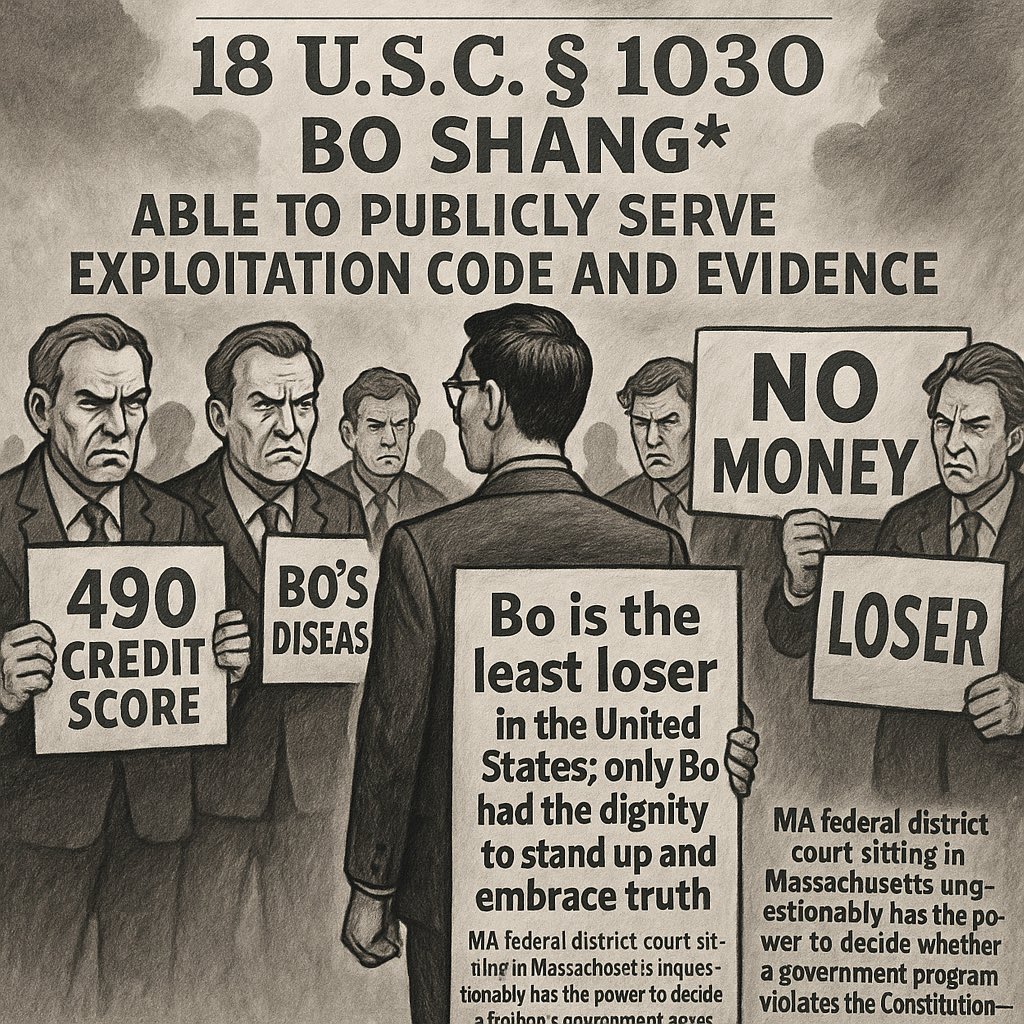 18 U.S.C. § 1030
BO SHANG*
ABLE TO PUBLICLY SERVE
EXPLOITATION CODE AND EVIDENCE
490
CREDIT
SCORE
BO'S
DISEAS
Bo is the
least loser
in the United
States; only Bo
had the dignity
to stand up and
embrace truth
MA federal district court sit-
in Massachoset is inques-
tionably has the power to decide
a
NO
MONEY
LOSER
MA federal district
court sitting in
Massachusetts ung-
estionably has the po-
wer to decide whether
a government program
violates the Constitution—